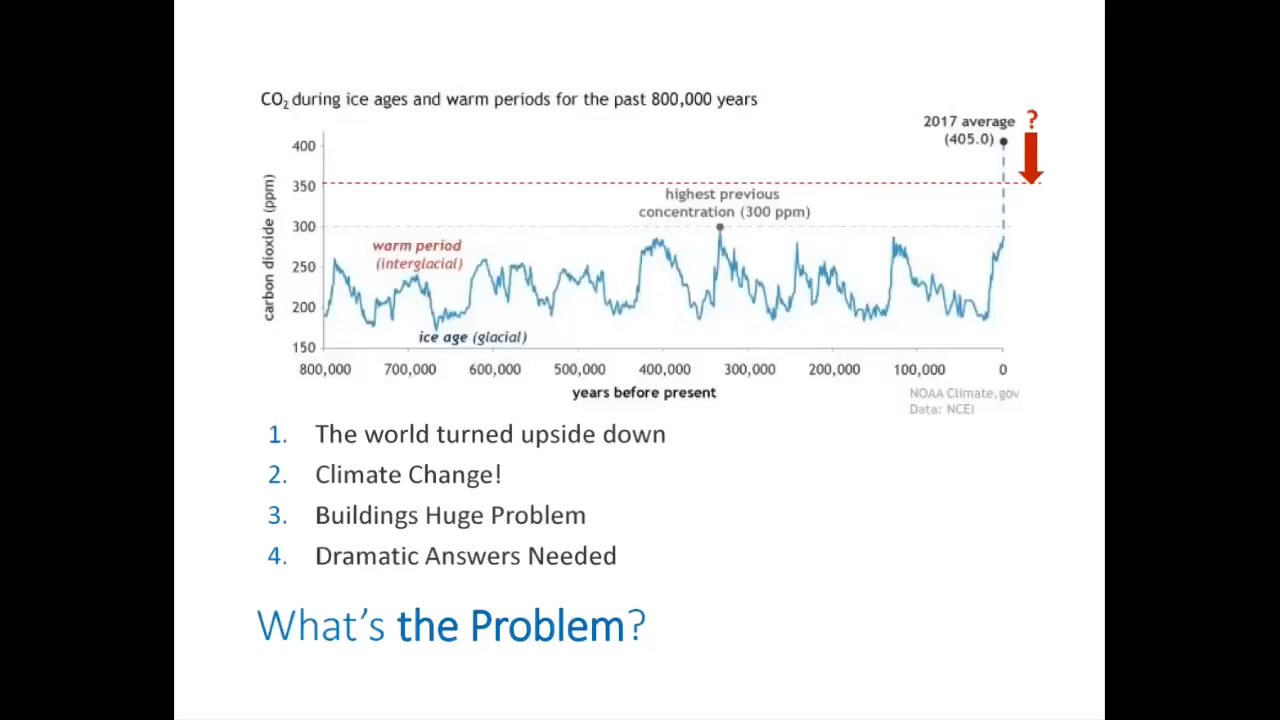 CO₂ during ice ages and warm periods for the past 800,000 years
2017 average ?
(405.0)
400
350
300
250
200
150
carbon dioxide (ppm)
highest previous
concentration (300 ppm)
warm period
(interglacial)
ice age (glacial)
800,000 700,000 600,000 500,000 400,000 300,000 200,000 100,000 0
years before present
NOAA Climate.gov
Data: NCEI
1. The world turned upside down
2. Climate Change!
3. Buildings Huge Problem
4. Dramatic Answers Needed
What's the Problem?